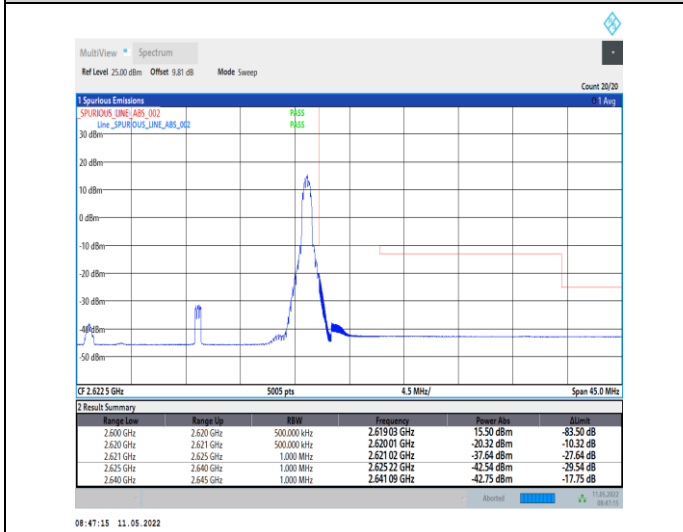 MultiView Spectrum
Ref Level 25.00 dBm Offset 9.81 dB Mode Sweep
Count 20/20
1 Spurious Emissions 1 Avg
_SPURIOUS_LINE_ABS_002 PASS
Line _SPURIOUS_LINE_ABS_002 PASS
30 dBm
20 dBm
10 dBm
0 dBm
-10 dBm
-20 dBm
-30 dBm
-40 dBm
-50 dBm
CF 2.622 5 GHz 5005 pts 4.5 MHz/ Span 45.0 MHz
2 Result Summary
Range Low Range Up RBW Frequency Power Abs ΔLimit
2.600 GHz 2.620 GHz 500.000 kHz 2.619 03 GHz 15.50 dBm -83.50 dB
2.620 GHz 2.621 GHz 500.000 kHz 2.620 01 GHz -20.32 dBm -10.32 dB
2.621 GHz 2.625 GHz 1.000 MHz 2.621 02 GHz -37.64 dBm -27.64 dB
2.625 GHz 2.640 GHz 1.000 MHz 2.625 22 GHz -42.54 dBm -29.54 dB
2.640 GHz 2.645 GHz 1.000 MHz 2.641 09 GHz -42.75 dBm -17.75 dB
Aborted 11.05.2022
08:47:15
08:47:15 11.05.2022